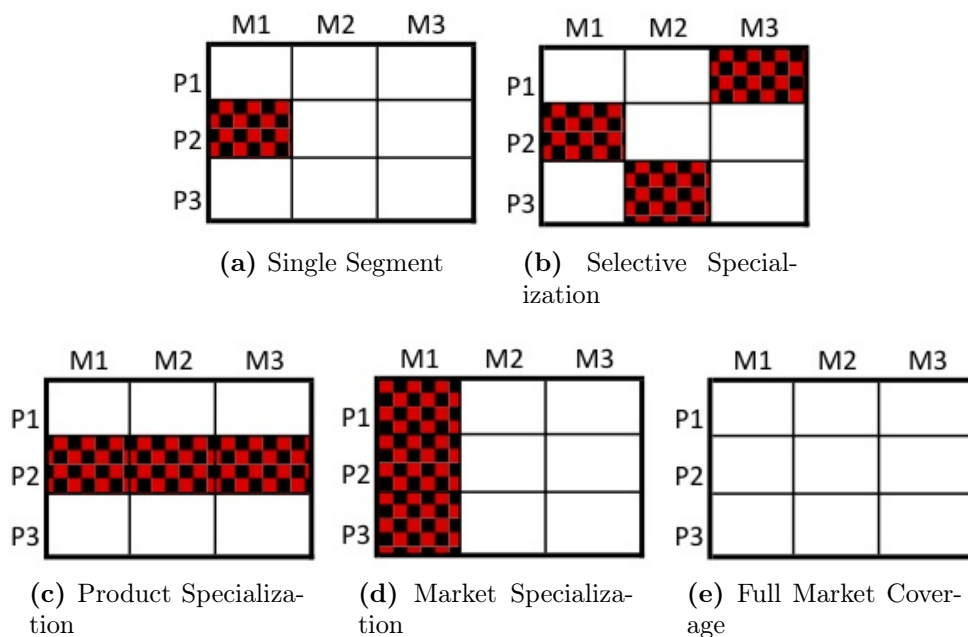 M1 M2 M3 M1 M2 M3
P1 P1
P2 P2
P3 P3
(a) Single Segment
(b) Selective Special-
ization
M1 M2 M3 M1 M2 M3 M1 M2 M3
P1 P1 P1
P2 P2 P2
P3 P3 P3
(c) Product Specializa-
tion
(d) Market Specializa-
tion
(e) Full Market Cover-
age